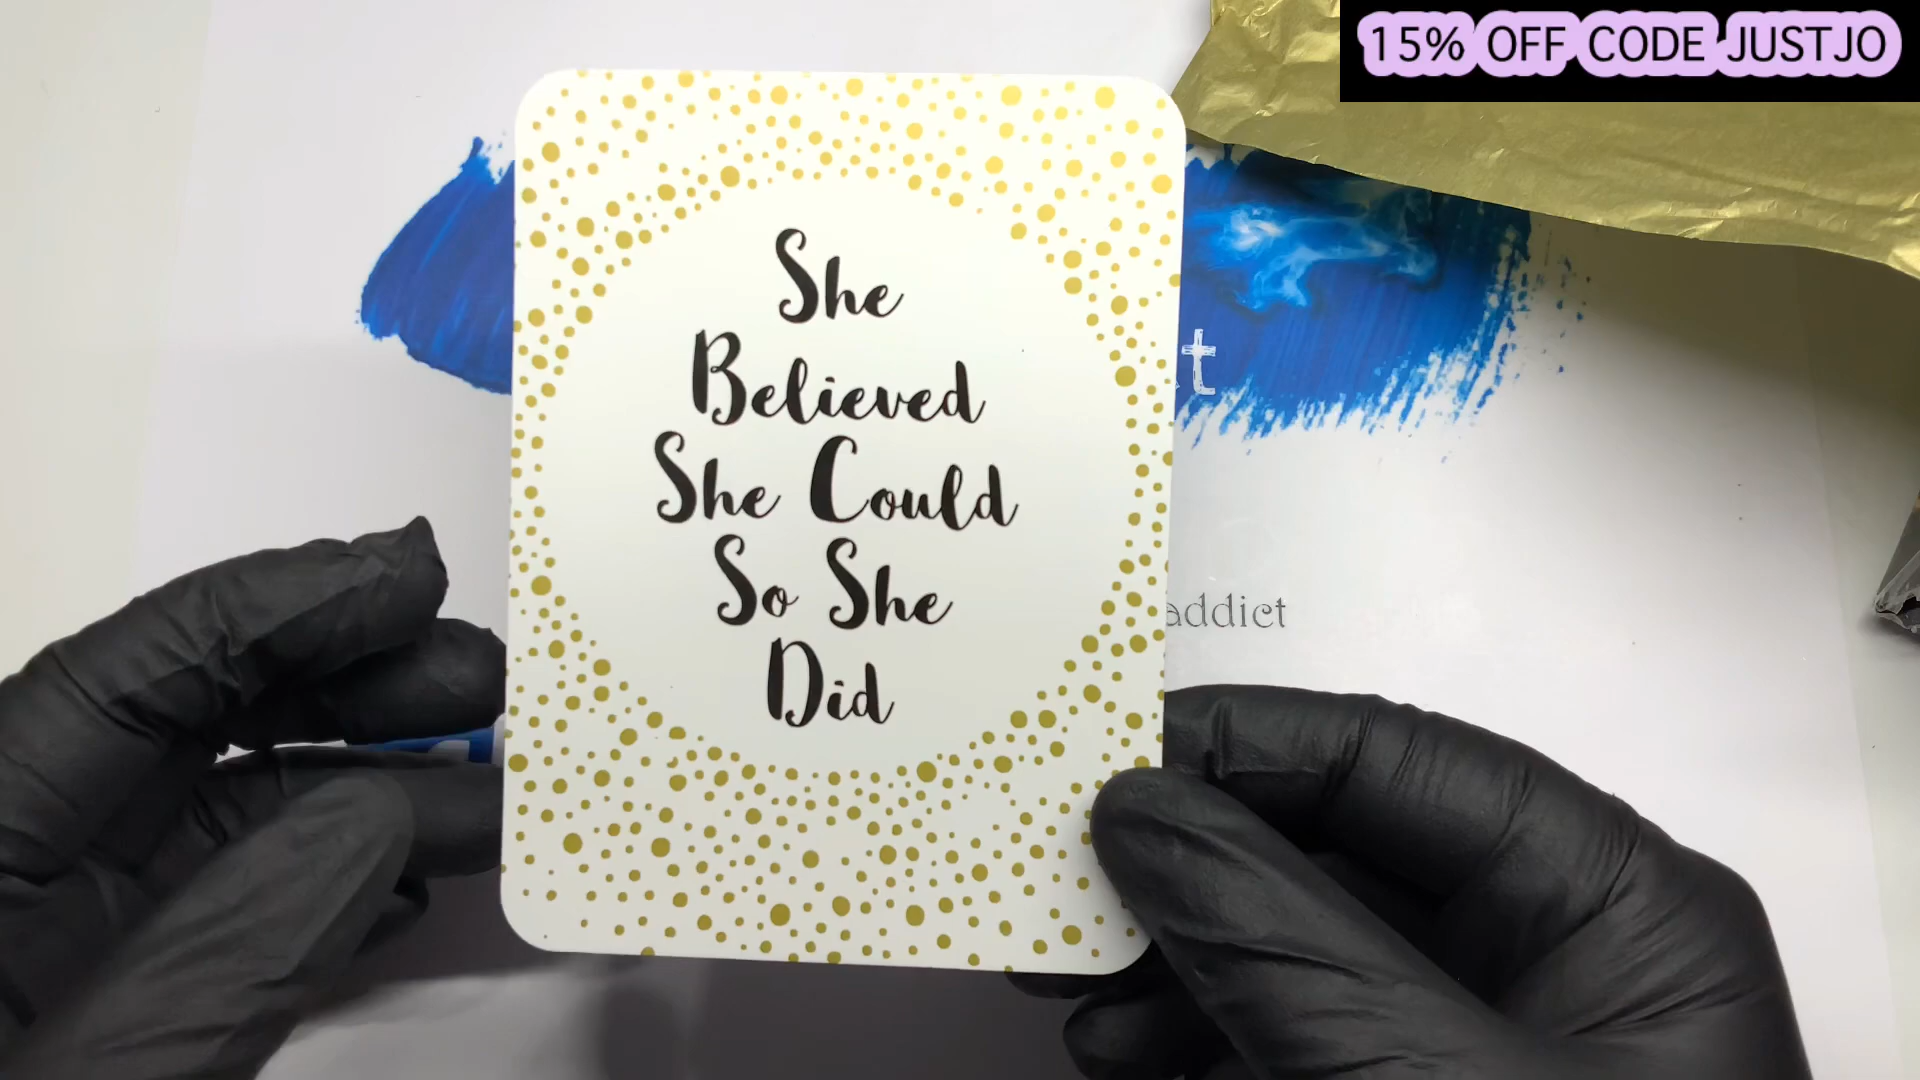 15% OFF CODE JUSTJO
She
Believed
She Could
So She
Did
addict